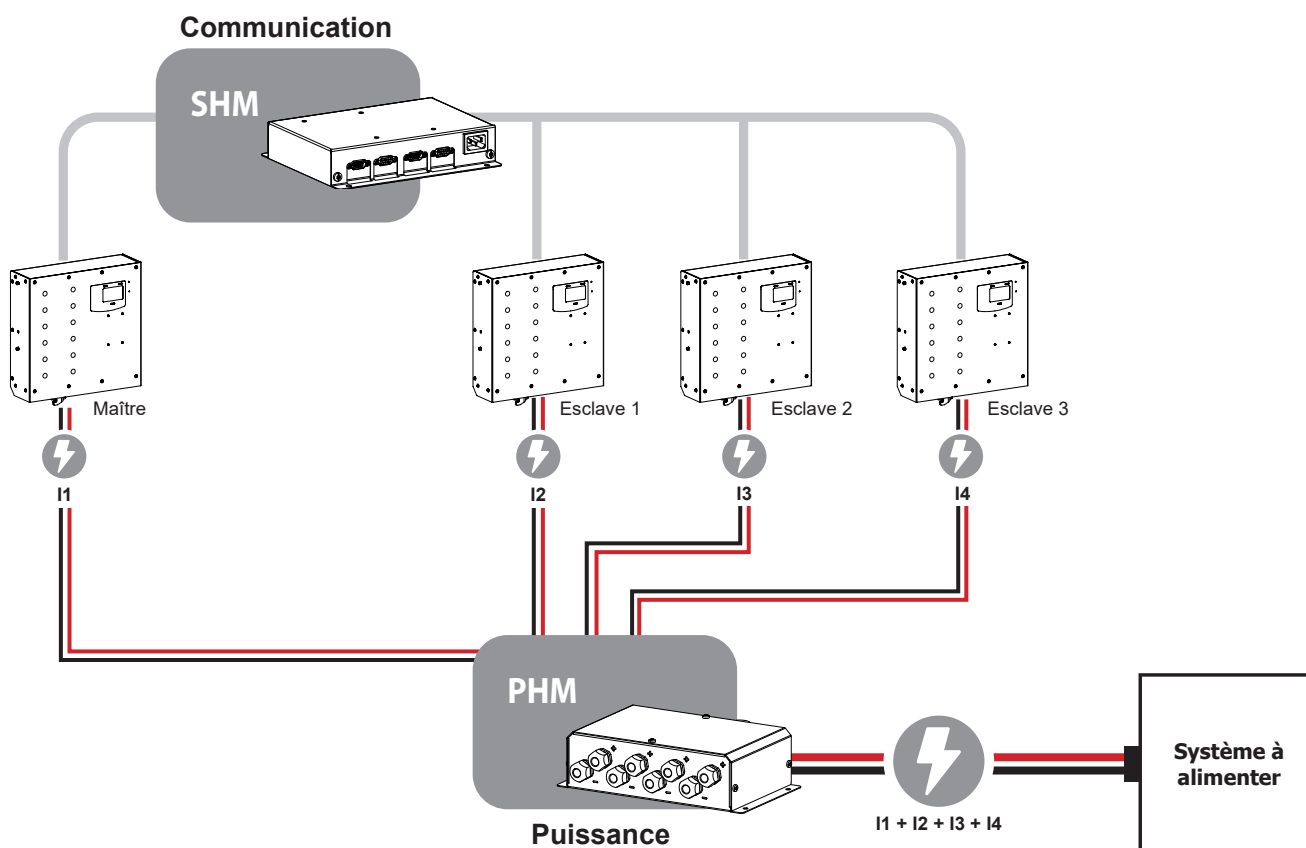 Communication
SHM
Maître
Esclave 1
Esclave 2
Esclave 3
I1
I2
I3
I4
PHM
+ + + +
- - - -
Puissance
I1 + I2 + I3 + I4
Système à
alimenter